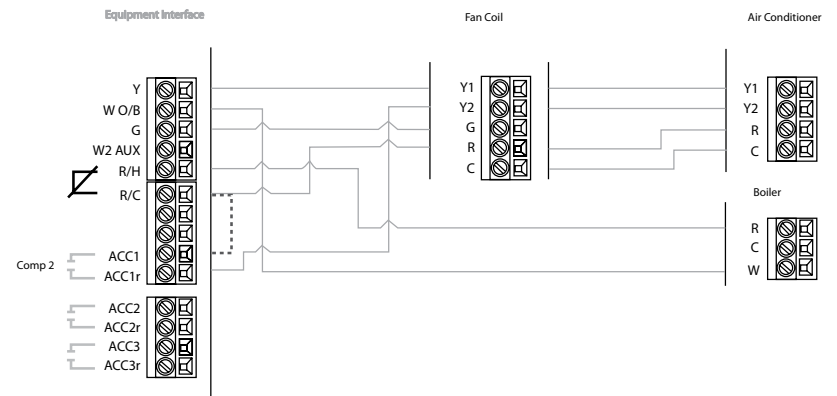 Equipment Interface
Fan Coil
Air Conditioner
Y
W O/B
G
W2 AUX
R/H
R/C
Comp 2
ACC1
ACC1r
ACC2
ACC2r
ACC3
ACC3r
Y1
Y2
G
R
C
Y1
Y2
R
C
Boiler
R
C
W